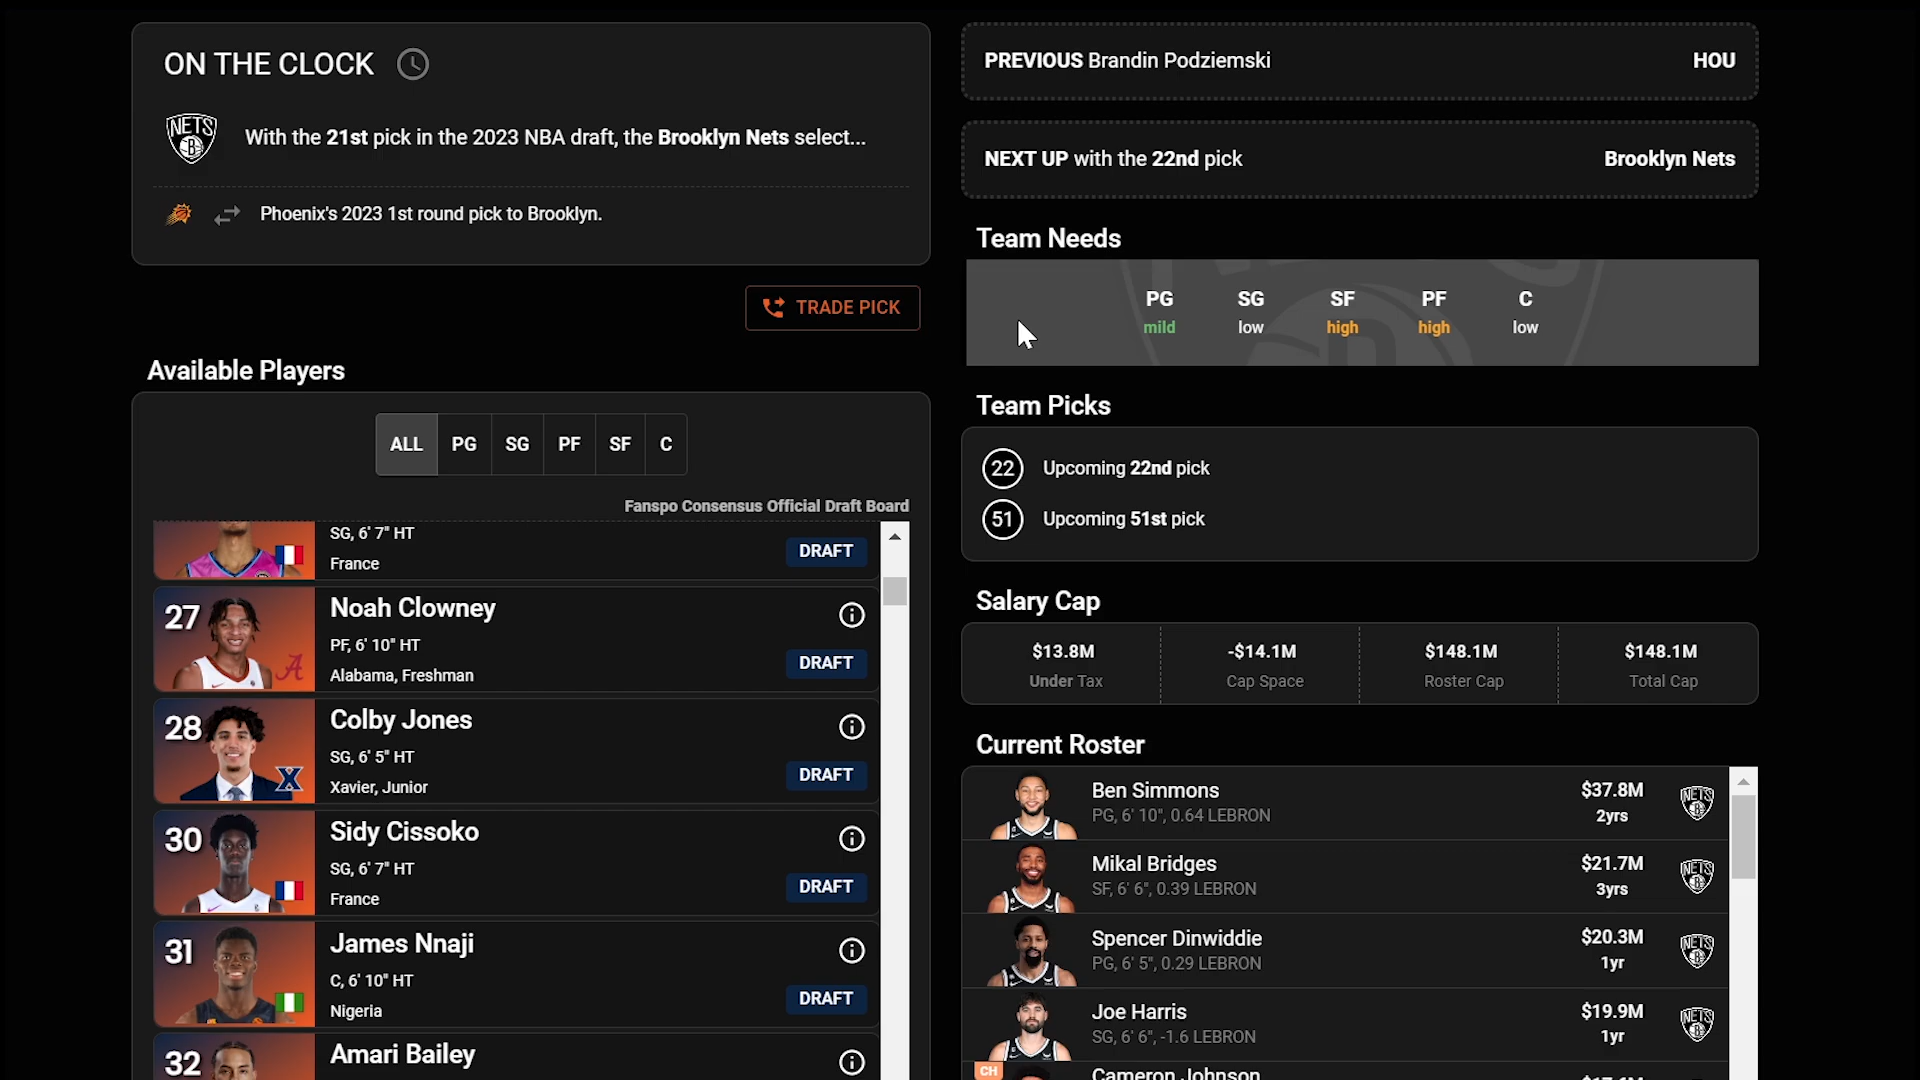 ON THE CLOCK
With the 21st pick in the 2023 NBA draft, the Brooklyn Nets select...
Phoenix's 2023 1st round pick to Brooklyn.
TRADE PICK
Available Players
ALL PG SG PF SF C
Fanspo Consensus Official Draft Board
SG, 6' 7" HT
France
DRAFT
27
Noah Clowney
PF, 6' 10" HT
Alabama, Freshman
DRAFT
28
Colby Jones
SG, 6' 5" HT
Xavier, Junior
DRAFT
30
Sidy Cissoko
SG, 6' 7" HT
France
DRAFT
31
James Nnaji
C, 6' 10" HT
Nigeria
DRAFT
32
Amari Bailey
PREVIOUS Brandin Podziemski HOU
NEXT UP with the 22nd pick Brooklyn Nets
Team Needs
PG SG SF PF C
mild low high high low
Team Picks
22 Upcoming 22nd pick
51 Upcoming 51st pick
Salary Cap
$13.8M -$14.1M $148.1M $148.1M
Under Tax Cap Space Roster Cap Total Cap
Current Roster
Ben Simmons $37.8M
PG, 6' 10", 0.64 LEBRON 2yrs
NETS
Mikal Bridges $21.7M
SF, 6' 6", 0.39 LEBRON 3yrs
NETS
Spencer Dinwiddie $20.3M
PG, 6' 5", 0.29 LEBRON 1yr
NETS
Joe Harris $19.9M
SG, 6' 6", -1.6 LEBRON 1yr
NETS
CH
Cameron Johnson